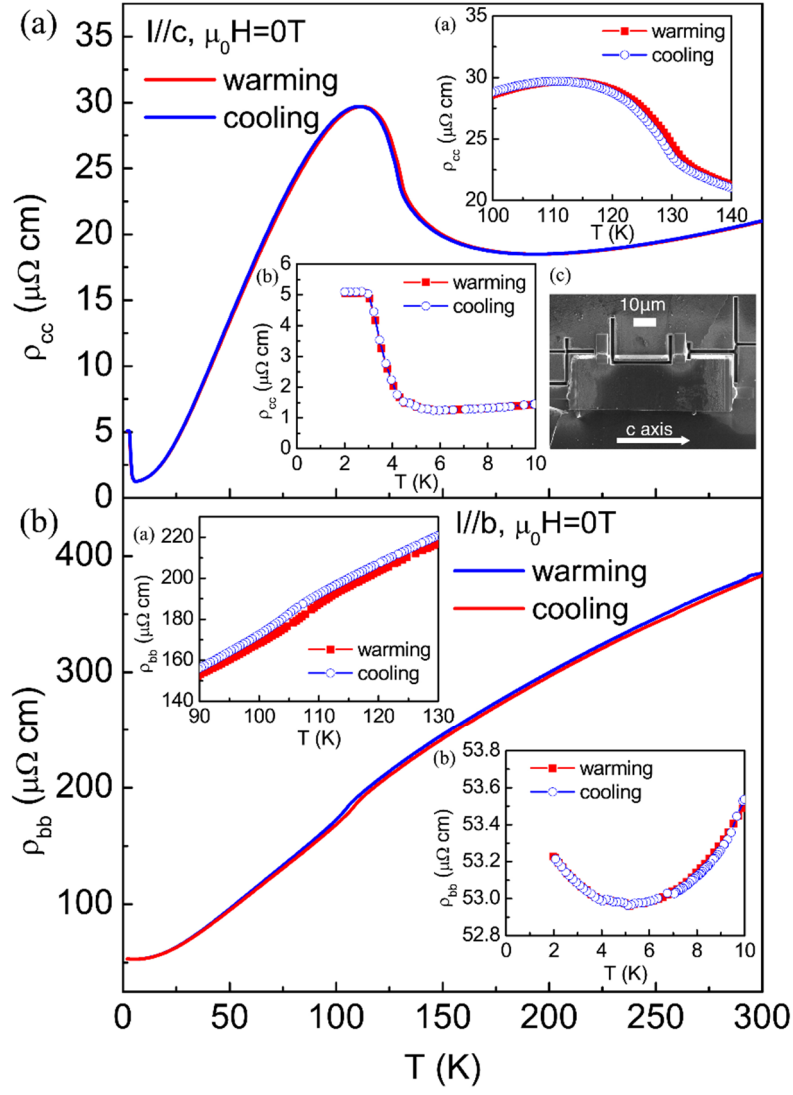 (a)
I//c, μ0H=0T
warming
cooling
35
30
25
20
15
10
5
0
ρcc (μΩ cm)
(a)
warming
cooling
35
30
25
20
ρcc (μΩ cm)
100 110 120 130 140
T (K)
(b)
warming
cooling
6
5
4
3
2
1
0
ρcc (μΩ cm)
0 2 4 6 8 10
T (K)
(c)
10μm
c axis
(b)
I//b, μ0H=0T
warming
cooling
400
300
200
100
ρbb (μΩ cm)
(a)
220
200
180
160
140
ρbb (μΩ cm)
warming
cooling
90 100 110 120 130
T (K)
(b)
warming
cooling
53.8
53.6
53.4
53.2
53.0
52.8
ρbb (μΩ cm)
0 2 4 6 8 10
T (K)
0 50 100 150 200 250 300
T (K)